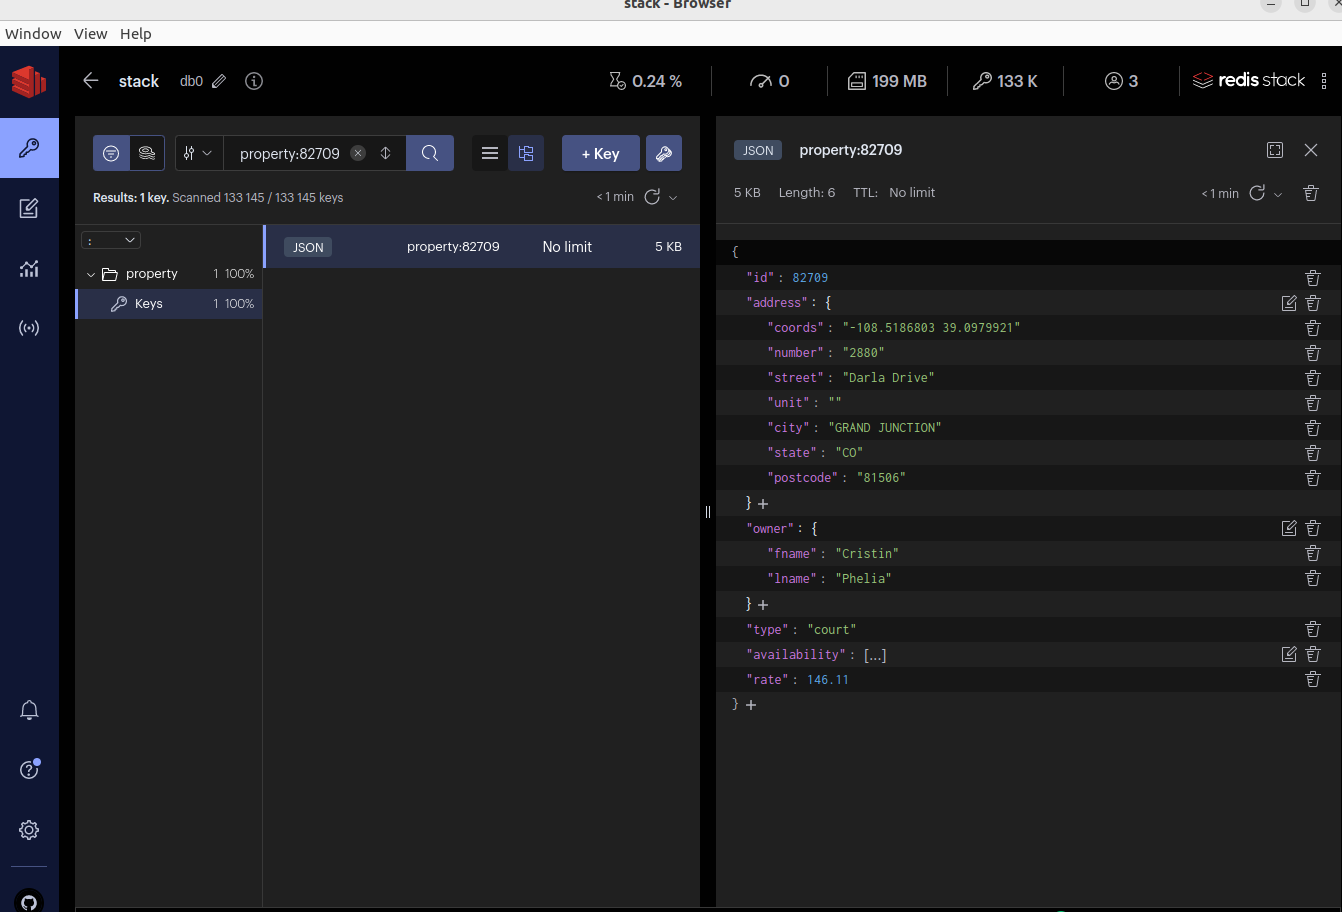 stack - Browser
Window View Help
stack db0 0.24 % 0 199 MB 133 K 3 redis stack
property:82709 + Key
Results: 1 key. Scanned 133 145 / 133 145 keys < 1 min
:
property 1 100%
Keys 1 100%
JSON property:82709 No limit 5 KB
JSON property:82709
5 KB Length: 6 TTL: No limit < 1 min
{
"id": 82709
"address": {
"coords": "-108.5186803 39.0979921"
"number": "2880"
"street": "Darla Drive"
"unit": ""
"city": "GRAND JUNCTION"
"state": "CO"
"postcode": "81506"
} +
"owner": {
"fname": "Cristin"
"lname": "Phelia"
} +
"type": "court"
"availability": [...]
"rate": 146.11
} +